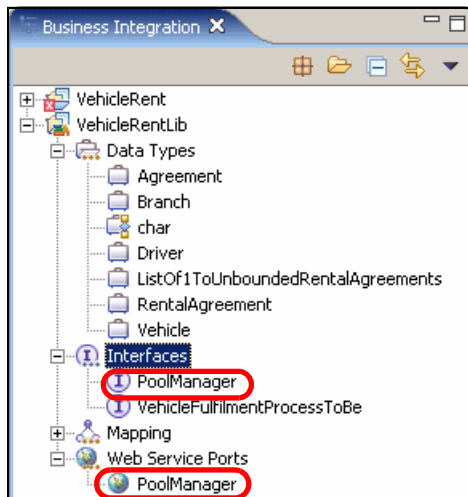 Business Integration
VehicleRent
VehicleRentLib
Data Types
Agreement
Branch
char
Driver
ListOf1ToUnboundedRentalAgreements
RentalAgreement
Vehicle
Interfaces
PoolManager
VehicleFulfilmentProcessToBe
Mapping
Web Service Ports
PoolManager